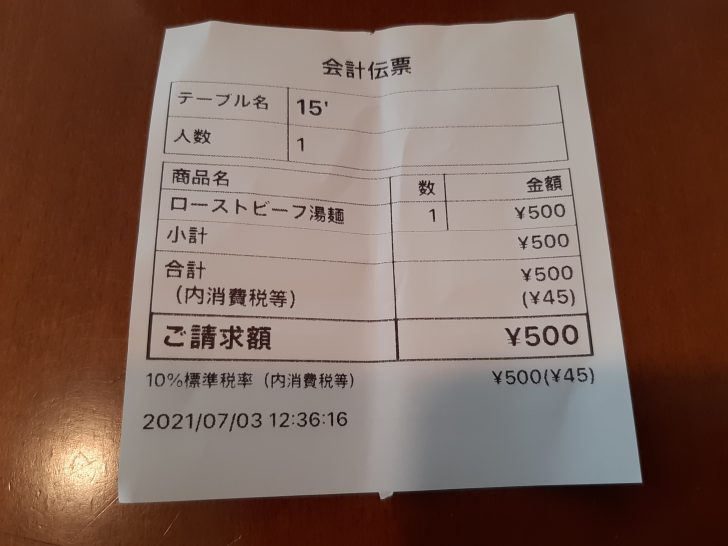 会計伝票
テーブル名 15'
人数 1
商品名 数 金額
ローストビーフ湯麺 1 ¥500
小計 ¥500
合計 ¥500
(内消費税等) (¥45)
ご請求額 ¥500
10%標準税率 (内消費税等) ¥500(¥45)
2021/07/03 12:36:16